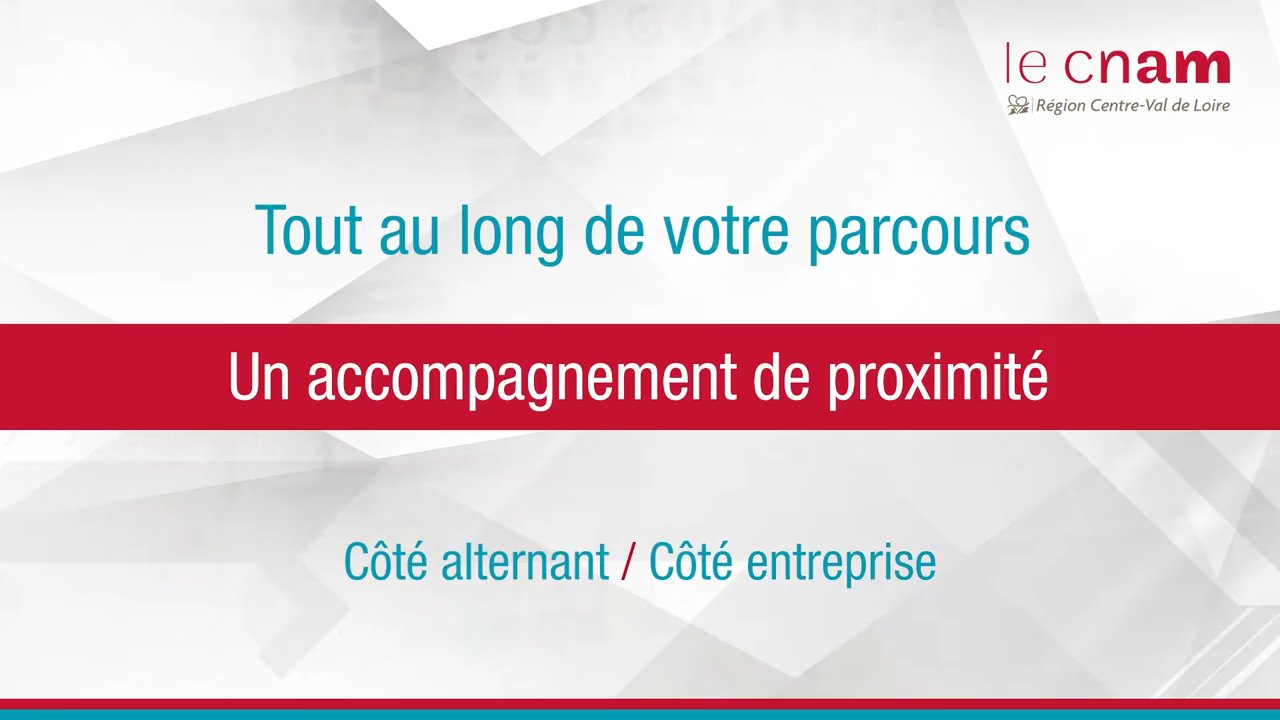 le cnam
Région Centre-Val de Loire
Tout au long de votre parcours
Un accompagnement de proximité
Côté alternant / Côté entreprise